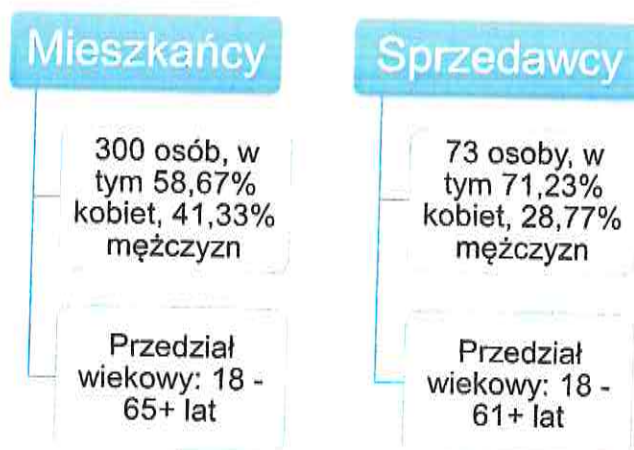 Mieszkańcy
300 osób, w
tym 58,67%
kobiet, 41,33%
mężczyzn
Przedział
wiekowy: 18 -
65+ lat
Sprzedawcy
73 osoby, w
tym 71,23%
kobiet, 28,77%
mężczyzn
Przedział
wiekowy: 18 -
61+ lat